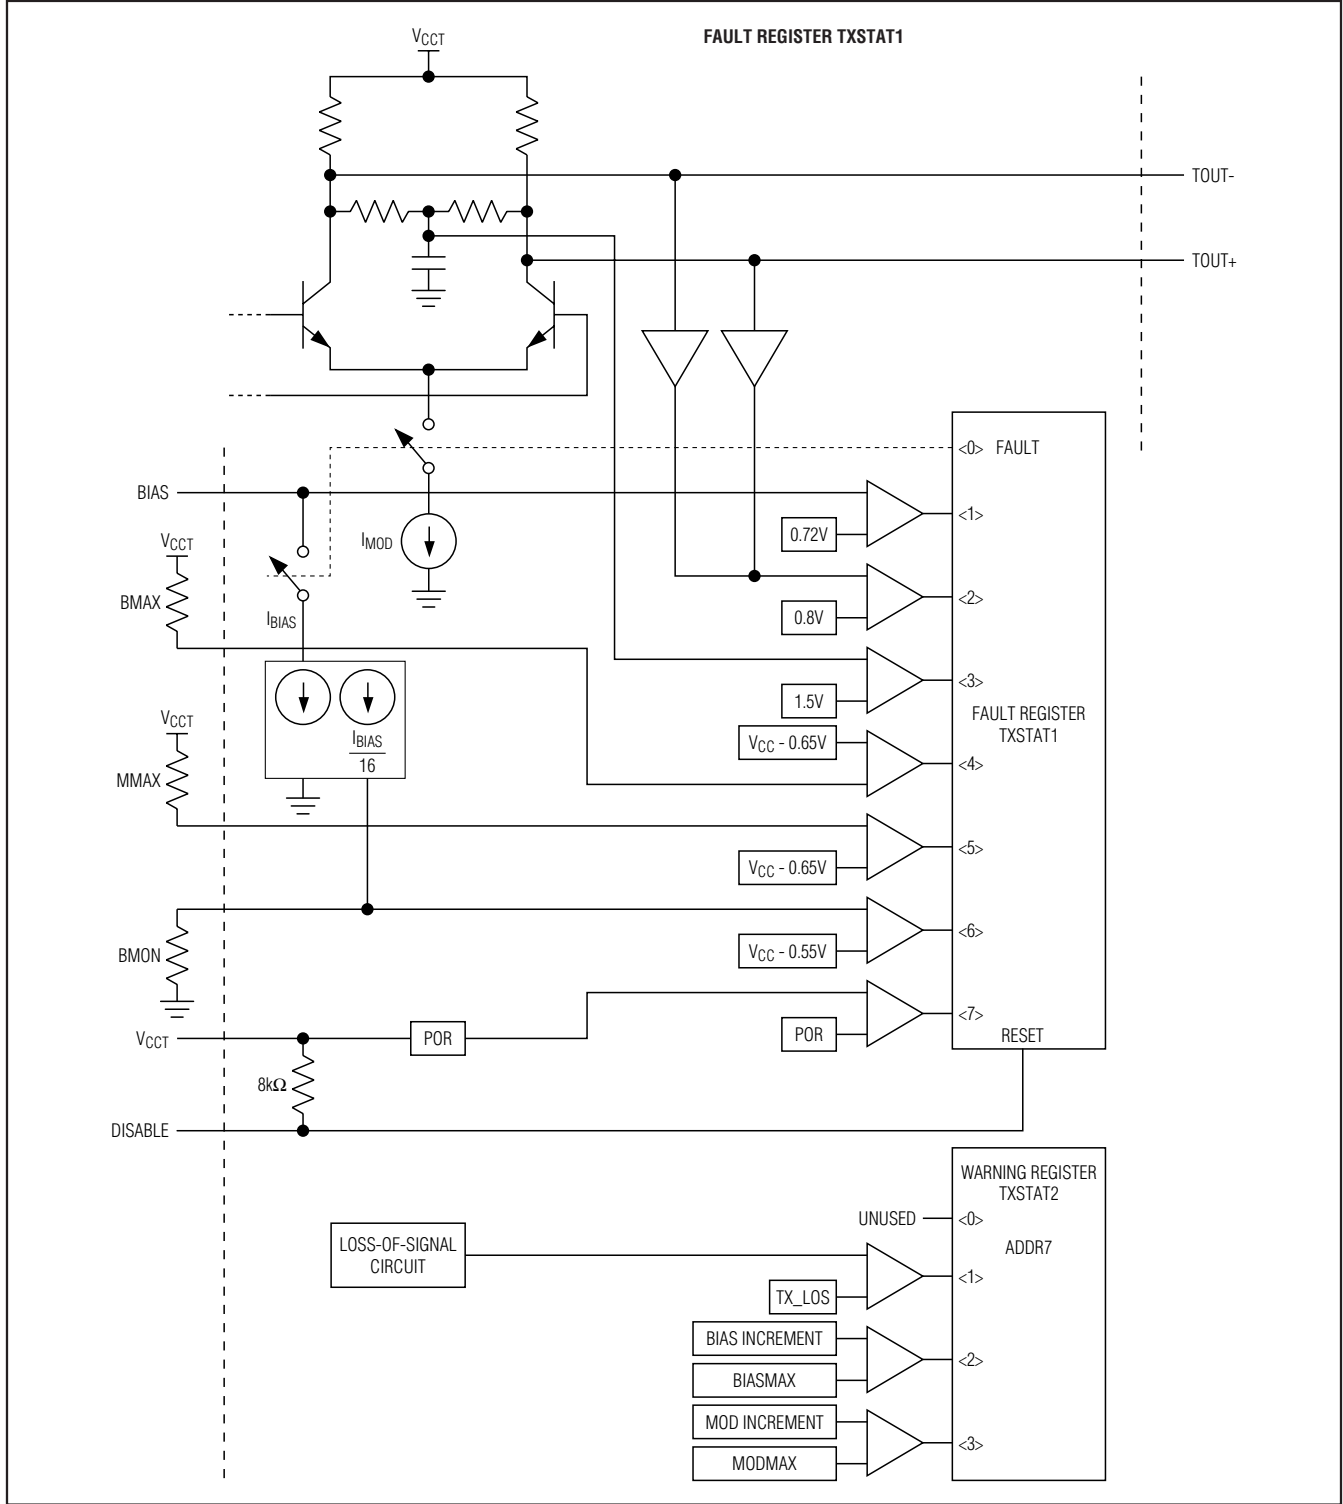 FAULT REGISTER TXSTAT1
VCCT
TOUT-
TOUT+
<0> FAULT
BIAS
<1>
0.72V
IMOD
VCCT
BMAX
<2>
0.8V
IBIAS
<3>
1.5V
FAULT REGISTER
TXSTAT1
VCCT
VCC - 0.65V
IBIAS
16
<4>
MMAX
<5>
VCC - 0.65V
<6>
BMON
VCC - 0.55V
<7>
VCCT
POR
POR
RESET
8kΩ
DISABLE
WARNING REGISTER
TXSTAT2
UNUSED
<0>
LOSS-OF-SIGNAL
CIRCUIT
ADDR7
<1>
TX_LOS
BIAS INCREMENT
<2>
BIASMAX
MOD INCREMENT
<3>
MODMAX